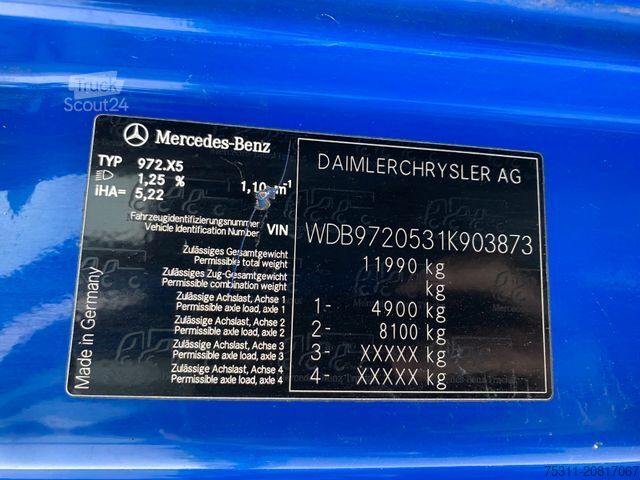 Truck
Scout24
Mercedes-Benz
TYP 972.X5
1,25 % 1,10 m-1
iHA= 5,22
Fahrzeugidentifizierungsnummer
Vehicle Identification Number VIN
Zulässiges Gesamtgewicht
Permissible total weight
Zulässiges Zug-Gesamtgewicht
Permissible combination weight
Zulässige Achslast, Achse 1
Permissible axle load, axle 1
Zulässige Achslast, Achse 2
Permissible axle load, axle 2
Zulässige Achslast, Achse 3
Permissible axle load, axle 3
Zulässige Achslast, Achse 4
Permissible axle load, axle 4
Made in Germany
DAIMLERCHRYSLER AG
WDB9720531K903873
11990 kg
kg
1- 4900 kg
2- 8100 kg
3- XXXXX kg
4- XXXXX kg
75311-20817067